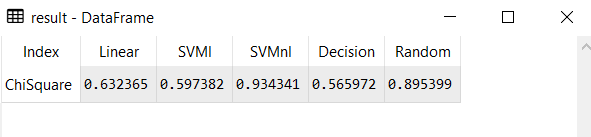 result - DataFrame
Index Linear SVMl SVMnl Decision Random
ChiSquare 0.632365 0.597382 0.934341 0.565972 0.895399